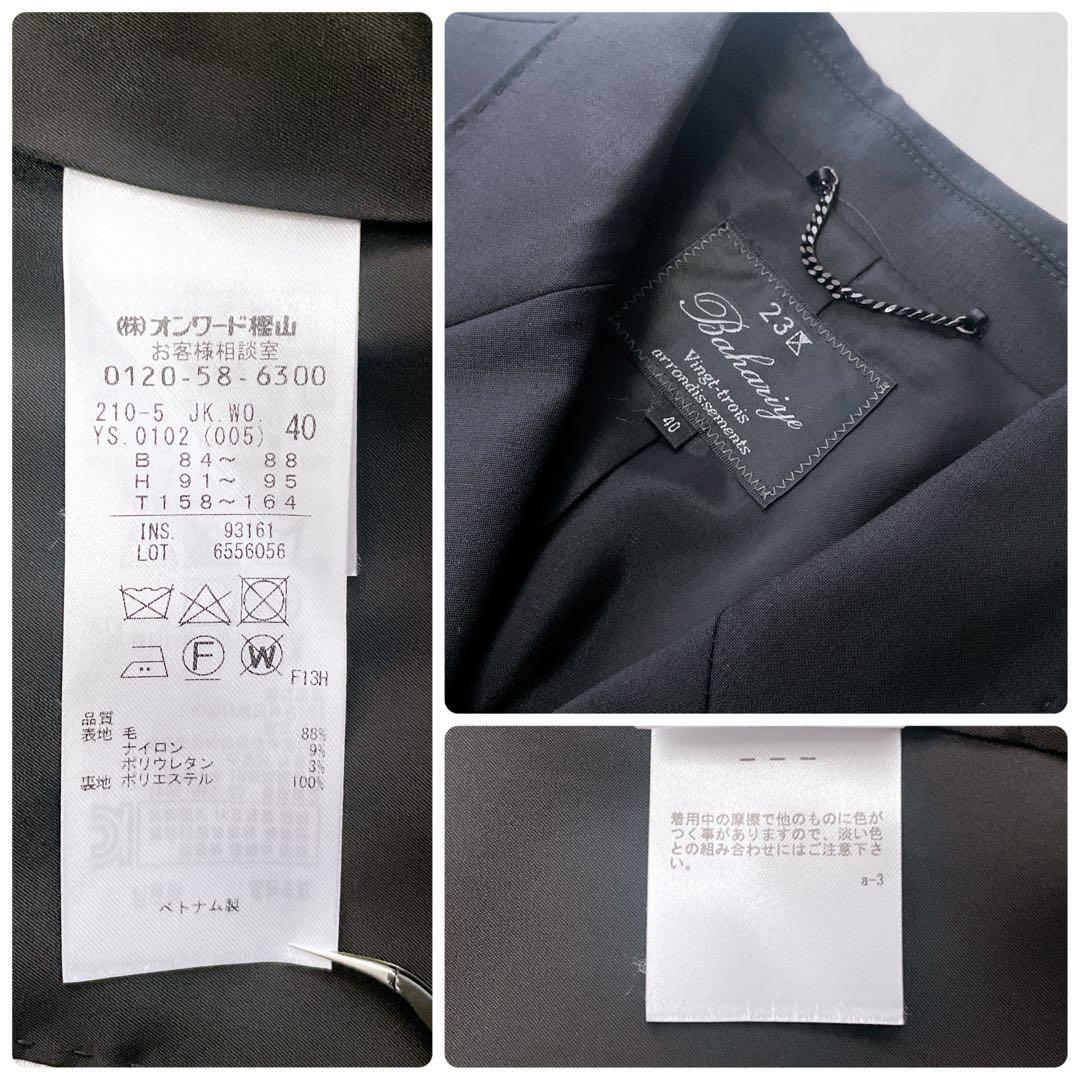 (株)オンワード樫山
お客様相談室
0120-58-6300
210-5 JK.WO.
YS.0102 (005) 40
B 84～ 88
H 91～ 95
T158～164
INS. 93161
LOT 6556056
F
W
F13H
品質
表地 毛 88%
ナイロン 9%
ポリウレタン 3%
裏地 ポリエステル 100%
ベトナム製
23区
Bahariye
Vingt-trois
arrondissements
40
着用中の摩擦で他のものに色が
つく事がありますので、淡い色
との組み合わせにはご注意下さ
い。
a-3